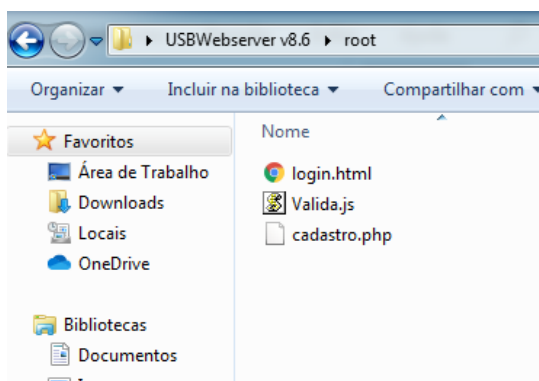 USBWebserver v8.6 ▸ root
Organizar ▾ Incluir na biblioteca ▾ Compartilhar com ▾
Favoritos
Área de Trabalho
Downloads
Locais
OneDrive
Bibliotecas
Documentos
Nome
login.html
Valida.js
cadastro.php